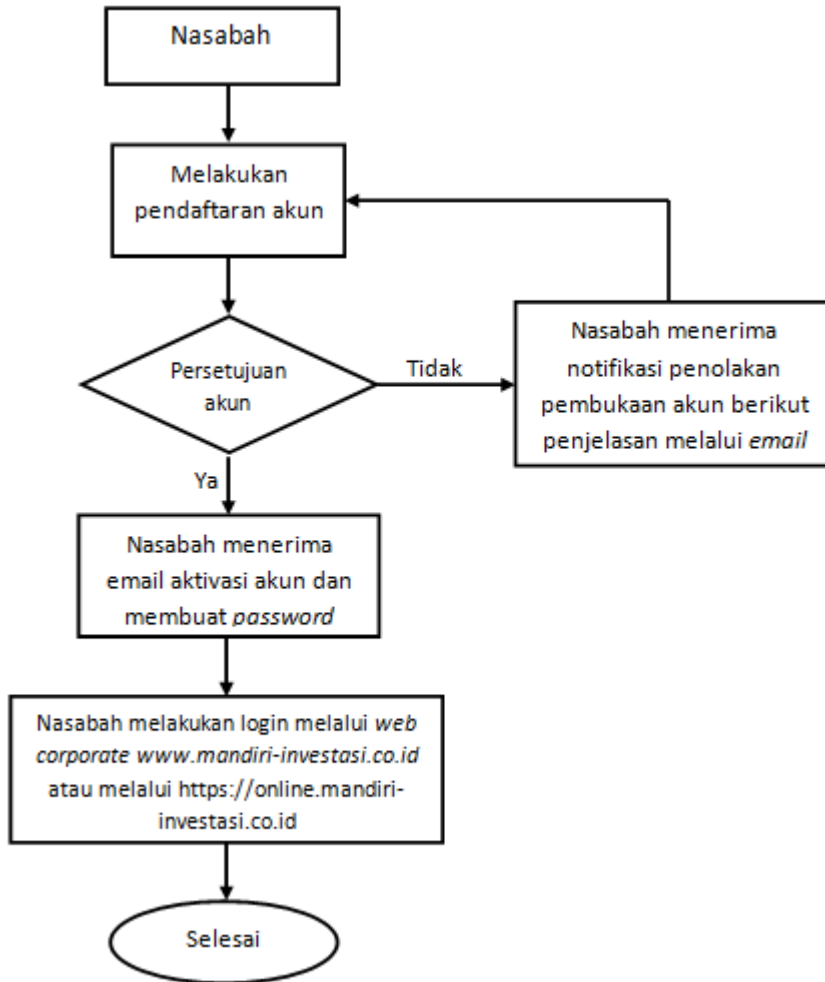 Nasabah
Melakukan
pendaftaran akun
Persetujuan
akun
Tidak
Nasabah menerima
notifikasi penolakan
pembukaan akun berikut
penjelasan melalui email
Ya
Nasabah menerima
email aktivasi akun dan
membuat password
Nasabah melakukan login melalui web
corporate www.mandiri-investasi.co.id
atau melalui https://online.mandiri-
investasi.co.id
Selesai